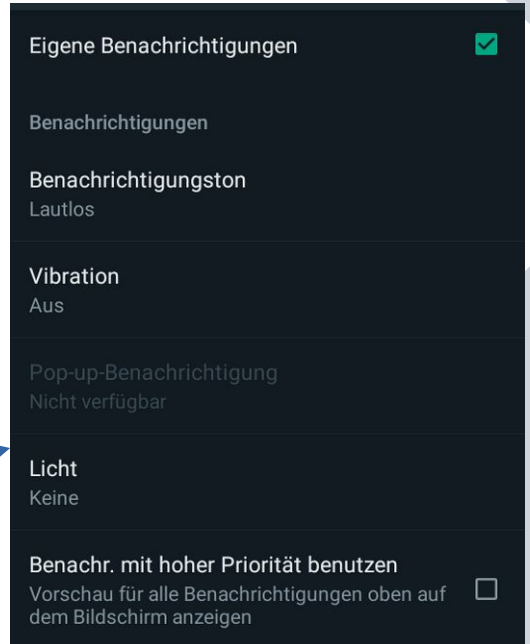 Eigene Benachrichtigungen
Benachrichtigungen
Benachrichtigungston
Lautlos
Vibration
Aus
Pop-up-Benachrichtigung
Nicht verfügbar
Licht
Keine
Benachr. mit hoher Priorität benutzen
Vorschau für alle Benachrichtigungen oben auf
dem Bildschirm anzeigen